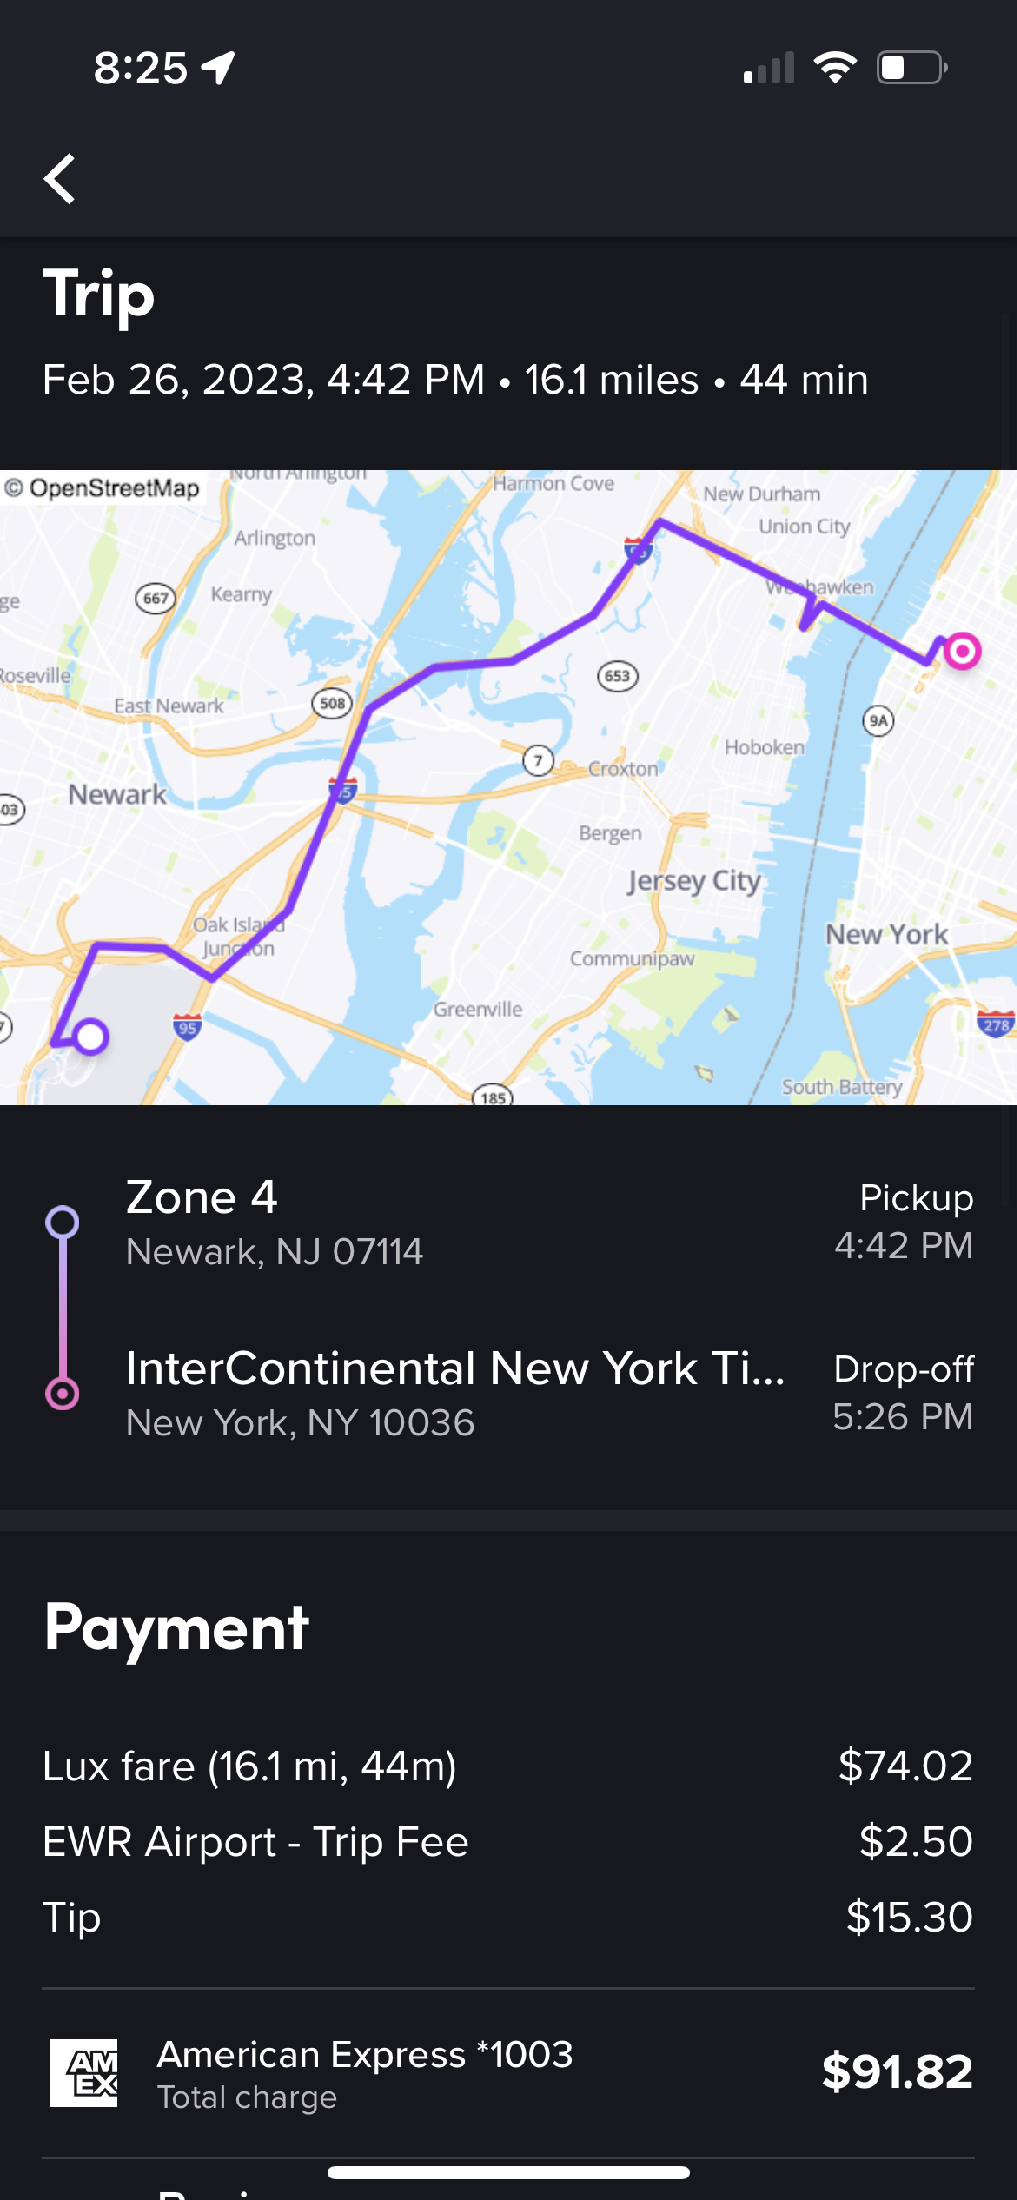 8:25
Trip
Feb 26, 2023, 4:42 PM • 16.1 miles • 44 min
© OpenStreetMap
North Arlington
Harmon Cove
New Durham
Union City
Arlington
667
Kearny
Weehawken
Roseville
653
East Newark
508
9A
Hoboken
7
Croxton
Newark
03
Bergen
Jersey City
Oak Island
Junction
New York
Communipaw
Greenville
95
278
South Battery
185
Zone 4
Pickup
Newark, NJ 07114
4:42 PM
InterContinental New York Ti...
Drop-off
New York, NY 10036
5:26 PM
Payment
Lux fare (16.1 mi, 44m)
$74.02
EWR Airport - Trip Fee
$2.50
Tip
$15.30
AM
EX
American Express *1003
$91.82
Total charge